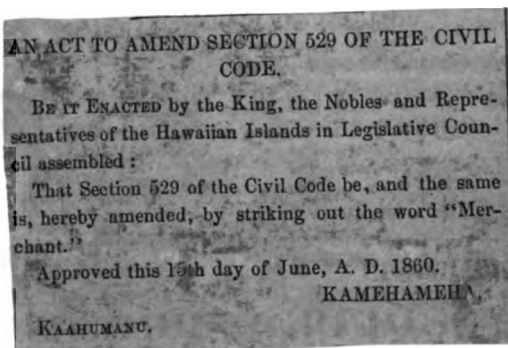 AN ACT TO AMEND SECTION 529 OF THE CIVIL
CODE.
BE IT ENACTED by the King, the Nobles and Repre-
sentatives of the Hawaiian Islands in Legislative Coun-
cil assembled :
That Section 529 of the Civil Code be, and the same
is, hereby amended, by striking out the word "Mer-
chant."
Approved this 15th day of June, A. D. 1860.
KAMEHAMEHA.
KAAHUMANU.